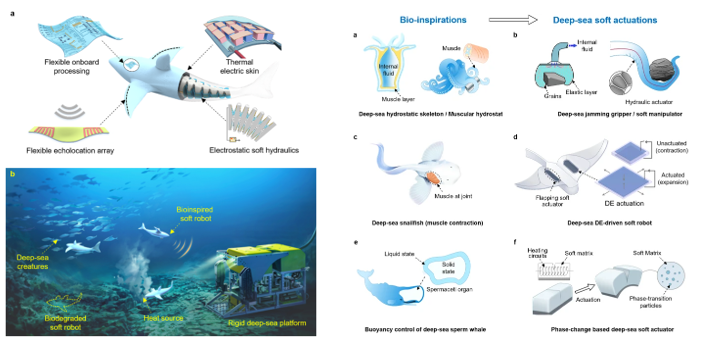 a
Flexible onboard
processing
Thermal
electric skin
Flexible echolocation array
Electrostatic soft hydraulics
b
Bioinspired
soft robot
Deep-sea
creatures
Biodegraded
soft robot
Heat source
Rigid deep-sea platform
Bio-inspirations
Deep-sea soft actuations
a
Internal
fluid
Muscle
Muscle layer
Deep-sea hydrostatic skeleton / Muscular hydrostat
b
Internal
fluid
Grains
Elastic layer
Hydraulic actuator
Deep-sea jamming gripper / soft manipulator
c
Muscle at joint
Deep-sea snailfish (muscle contraction)
d
Unactuated
(contraction)
Actuated
(expansion)
Flapping soft
actuator
DE actuation
Deep-sea DE-driven soft robot
e
Liquid state
Solid
state
Spermaceti organ
Buoyancy control of deep-sea sperm whale
f
Heating
circuits
Soft matrix
Soft Matrix
Actuation
Phase-transition
particles
Phase-change based deep-sea soft actuator